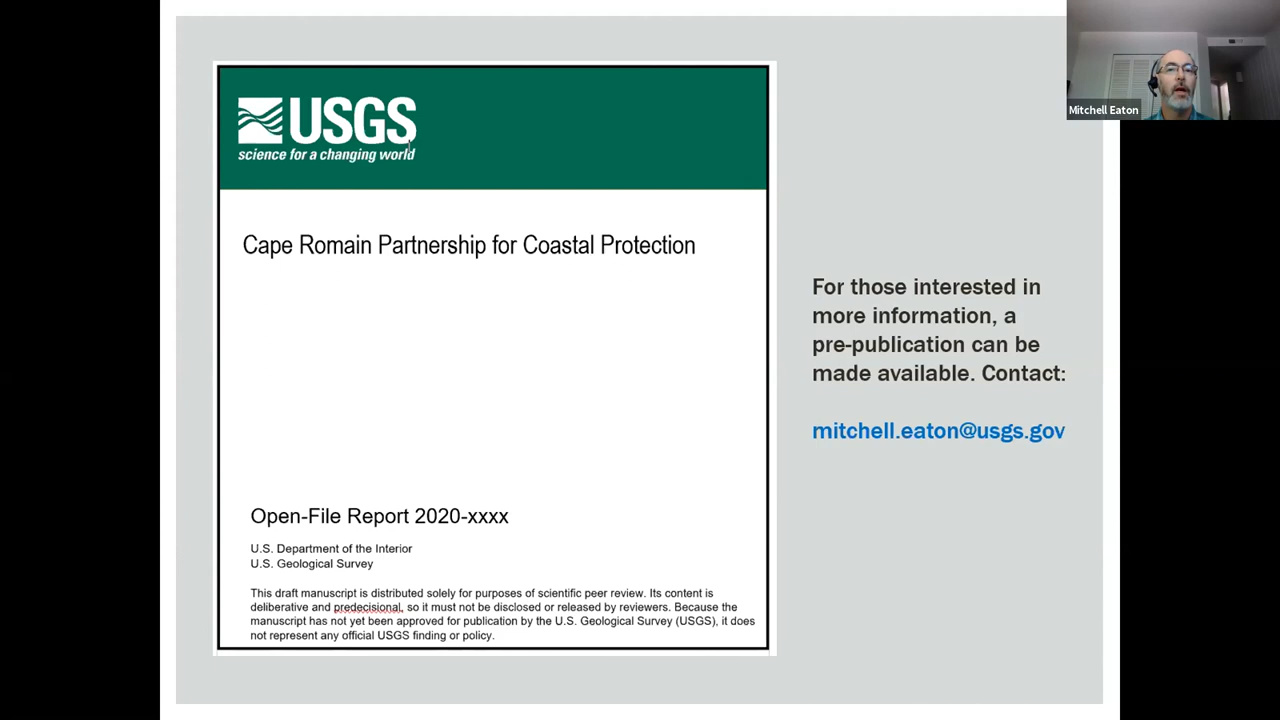 USGS
science for a changing world
Cape Romain Partnership for Coastal Protection
Open-File Report 2020-xxxx
U.S. Department of the Interior
U.S. Geological Survey
This draft manuscript is distributed solely for purposes of scientific peer review. Its content is
deliberative and predecisional, so it must not be disclosed or released by reviewers. Because the
manuscript has not yet been approved for publication by the U.S. Geological Survey (USGS), it does
not represent any official USGS finding or policy.
For those interested in
more information, a
pre-publication can be
made available. Contact:
mitchell.eaton@usgs.gov
Mitchell Eaton